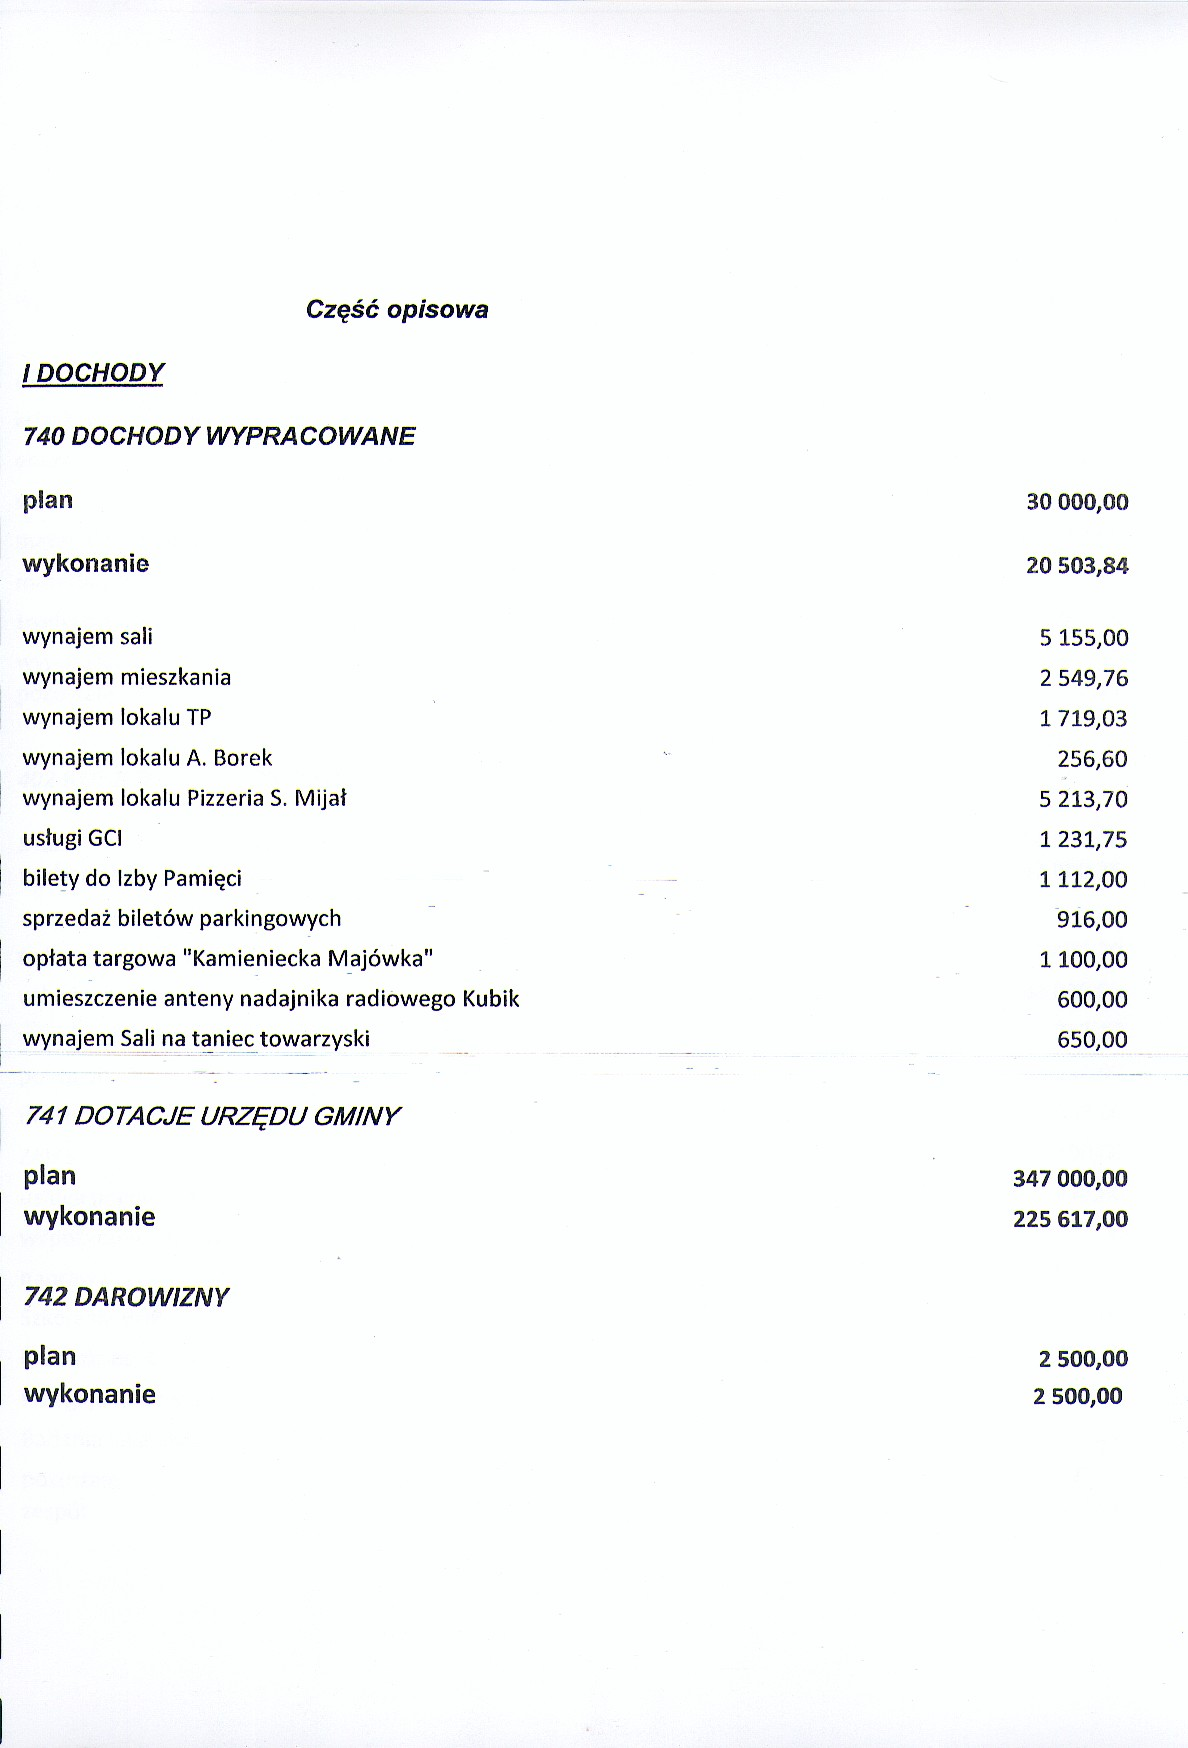 Część opisowa
I DOCHODY
740 DOCHODY WYPRACOWANE
plan 30 000,00
wykonanie 20 503,84
wynajem sali 5 155,00
wynajem mieszkania 2 549,76
wynajem lokalu TP 1 719,03
wynajem lokalu A. Borek 256,60
wynajem lokalu Pizzeria S. Mijał 5 213,70
usługi GCI 1 231,75
bilety do Izby Pamięci 1 112,00
sprzedaż biletów parkingowych 916,00
opłata targowa "Kamieniecka Majówka" 1 100,00
umieszczenie anteny nadajnika radiowego Kubik 600,00
wynajem Sali na taniec towarzyski 650,00
741 DOTACJE URZĘDU GMINY
plan 347 000,00
wykonanie 225 617,00
742 DAROWIZNY
plan 2 500,00
wykonanie 2 500,00